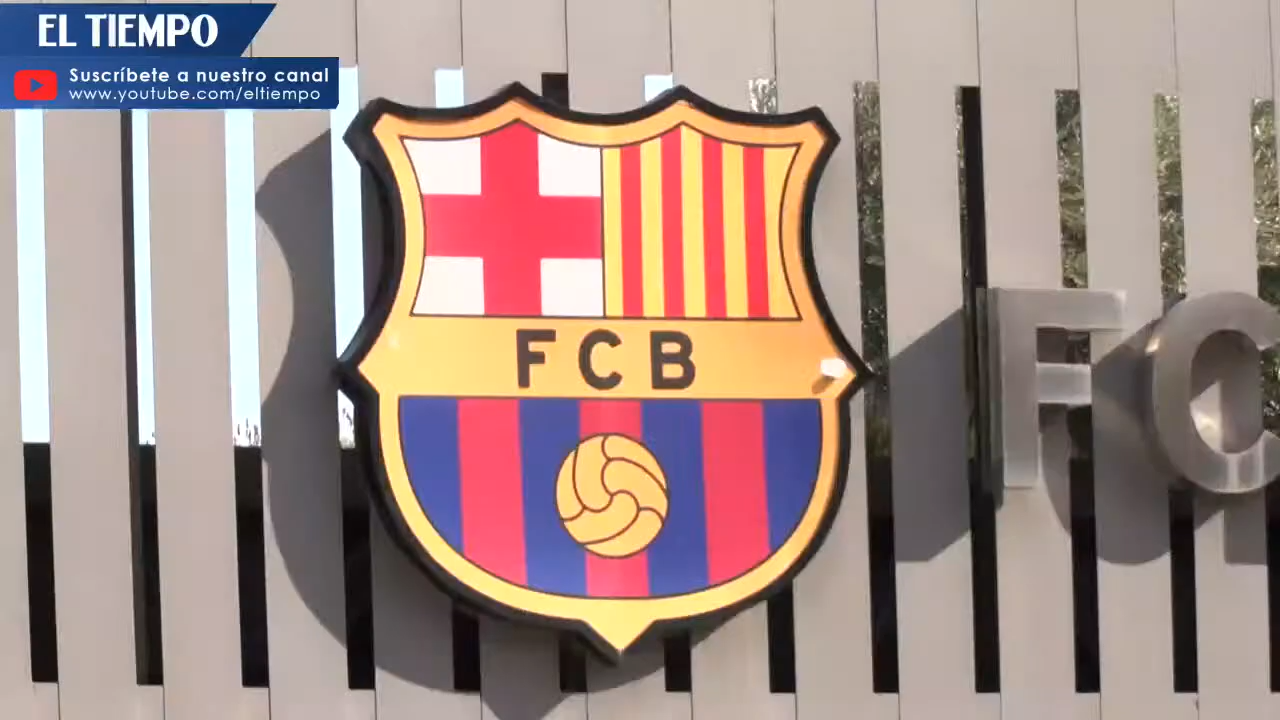 EL TIEMPO
Suscríbete a nuestro canal
www.youtube.com/eltiempo
FCB
FC